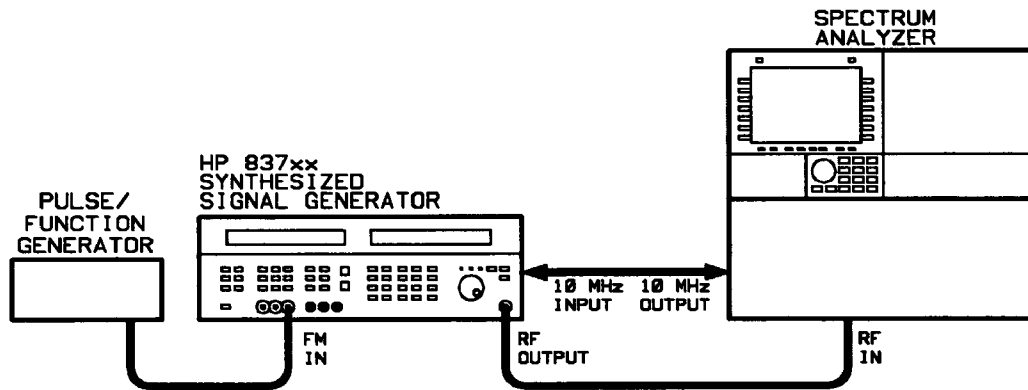 SPECTRUM
ANALYZER
HP 837xx
SYNTHESIZED
SIGNAL GENERATOR
PULSE/
FUNCTION
GENERATOR
10 MHz 10 MHz
INPUT OUTPUT
FM
IN
RF
OUTPUT
RF
IN